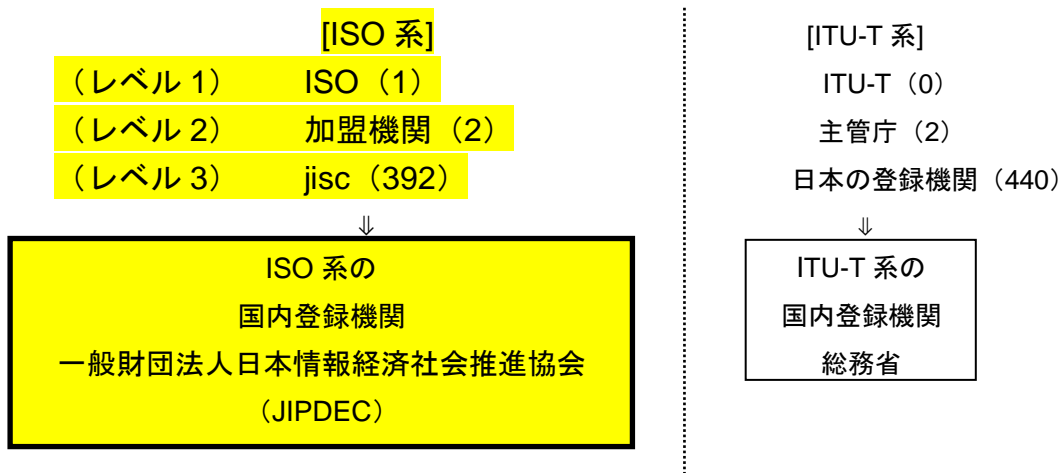 [ISO 系]
（レベル 1） ISO（1）
（レベル 2） 加盟機関（2）
（レベル 3） jisc（392）
⇓
ISO 系の
国内登録機関
一般財団法人日本情報経済社会推進協会
（JIPDEC）
[ITU-T 系]
ITU-T（0）
主管庁（2）
日本の登録機関（440）
⇓
ITU-T 系の
国内登録機関
総務省